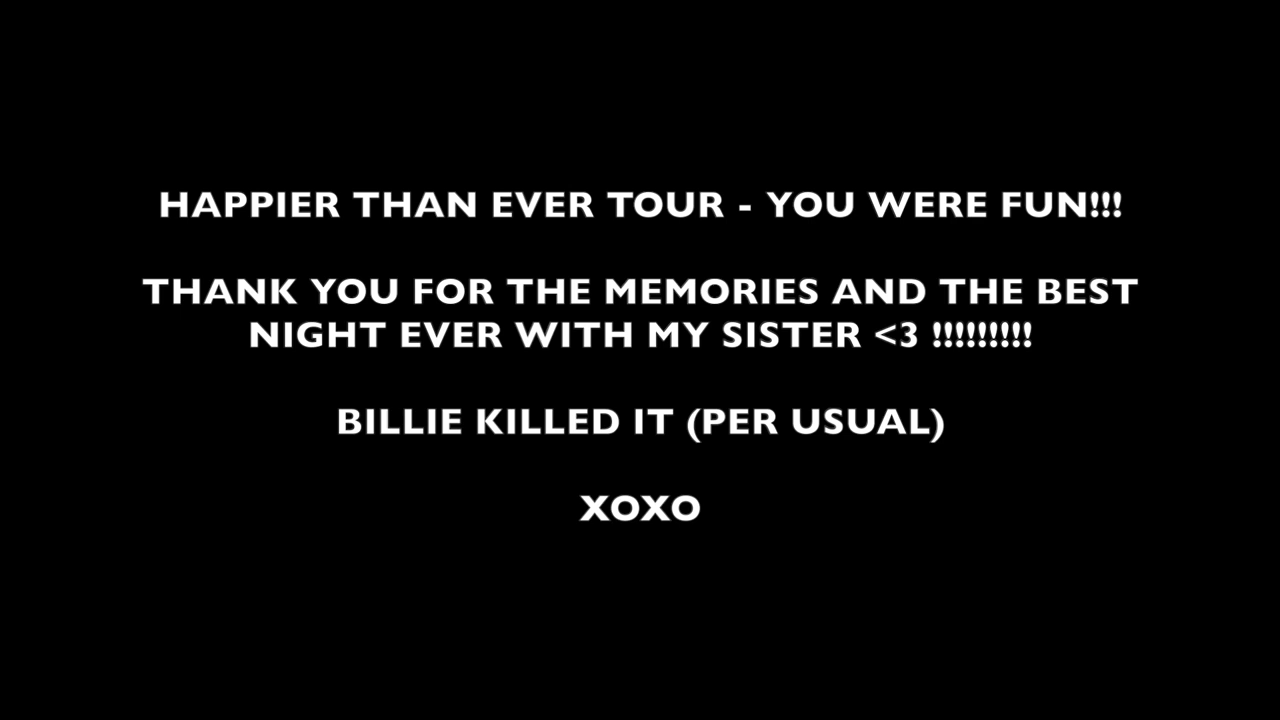 HAPPIER THAN EVER TOUR - YOU WERE FUN!!!
THANK YOU FOR THE MEMORIES AND THE BEST
NIGHT EVER WITH MY SISTER <3 !!!!!!!!!
BILLIE KILLED IT (PER USUAL)
XOXO